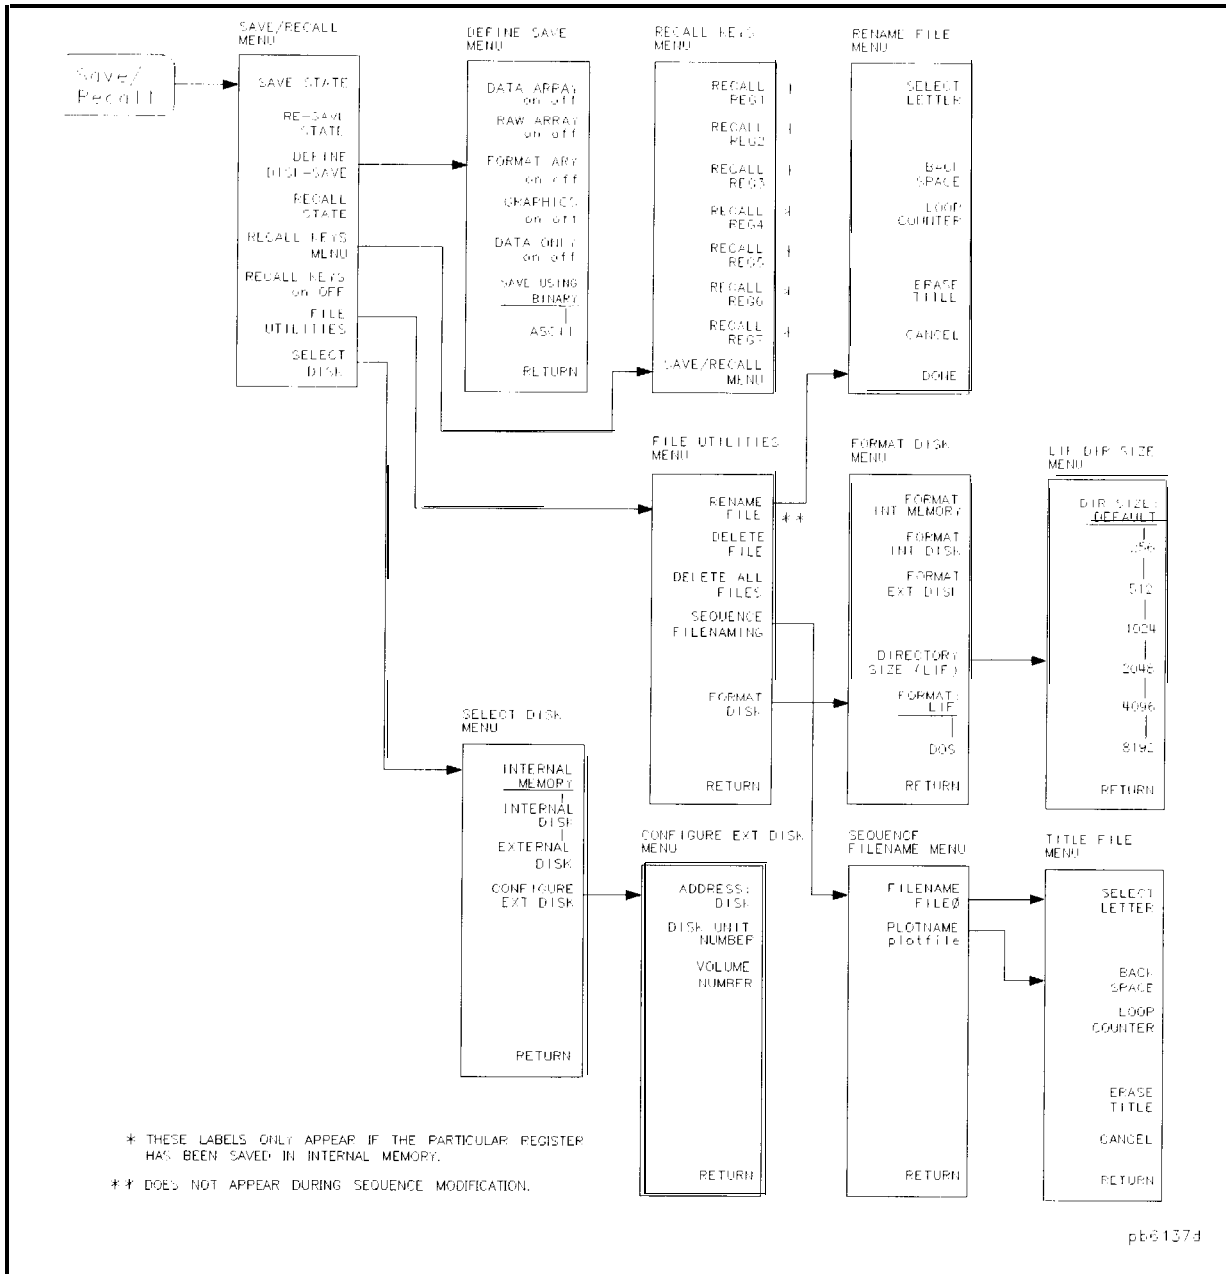 Save/
Recall
SAVE/RECALL
MENU
SAVE STATE
RE-SAVE
STATE
DEFINE
DISK-SAVE
RECALL
STATE
RECALL KEYS
MENU
RECALL KEYS
on OFF
FILE
UTILITIES
SELECT
DISK
DEFINE SAVE
MENU
DATA ARRAY
on off
RAW ARRAY
on off
FORMAT ARY
on off
GRAPHICS
on off
DATA ONLY
on off
SAVE USING
BINARY
ASCII
RETURN
RECALL KEYS
MENU
RECALL
REG1 *
RECALL
REG2 *
RECALL
REG3 *
RECALL
REG4 *
RECALL
REG5 *
RECALL
REG6 *
RECALL
REG7 *
SAVE/RECALL
MENU
RENAME FILE
MENU
SELECT
LETTER
BACK
SPACE
LOOP
COUNTER
ERASE
TITLE
CANCEL
DONE
FILE UTILITIES
MENU
RENAME
FILE **
DELETE
FILE
DELETE ALL
FILES
SEQUENCE
FILENAMING
FORMAT
DISK
RETURN
FORMAT DISK
MENU
FORMAT
INT MEMORY
FORMAT
INT DISK
FORMAT
EXT DISK
DIRECTORY
SIZE (LIF)
FORMAT:
LIF
DOS
RETURN
LIF DIR SIZE
MENU
DIR SIZE:
DEFAULT
256
512
1024
2048
4096
8192
RETURN
SELECT DISK
MENU
INTERNAL
MEMORY
INTERNAL
DISK
EXTERNAL
DISK
CONFIGURE
EXT DISK
RETURN
CONFIGURE EXT DISK
MENU
ADDRESS:
DISK
DISK UNIT
NUMBER
VOLUME
NUMBER
RETURN
SEQUENCE
FILENAME MENU
FILENAME
FILE0
PLOTNAME
plotfile
RETURN
TITLE FILE
MENU
SELECT
LETTER
BACK
SPACE
LOOP
COUNTER
ERASE
TITLE
CANCEL
RETURN
* THESE LABELS ONLY APPEAR IF THE PARTICULAR REGISTER
HAS BEEN SAVED IN INTERNAL MEMORY.
** DOES NOT APPEAR DURING SEQUENCE MODIFICATION.
pb6137d